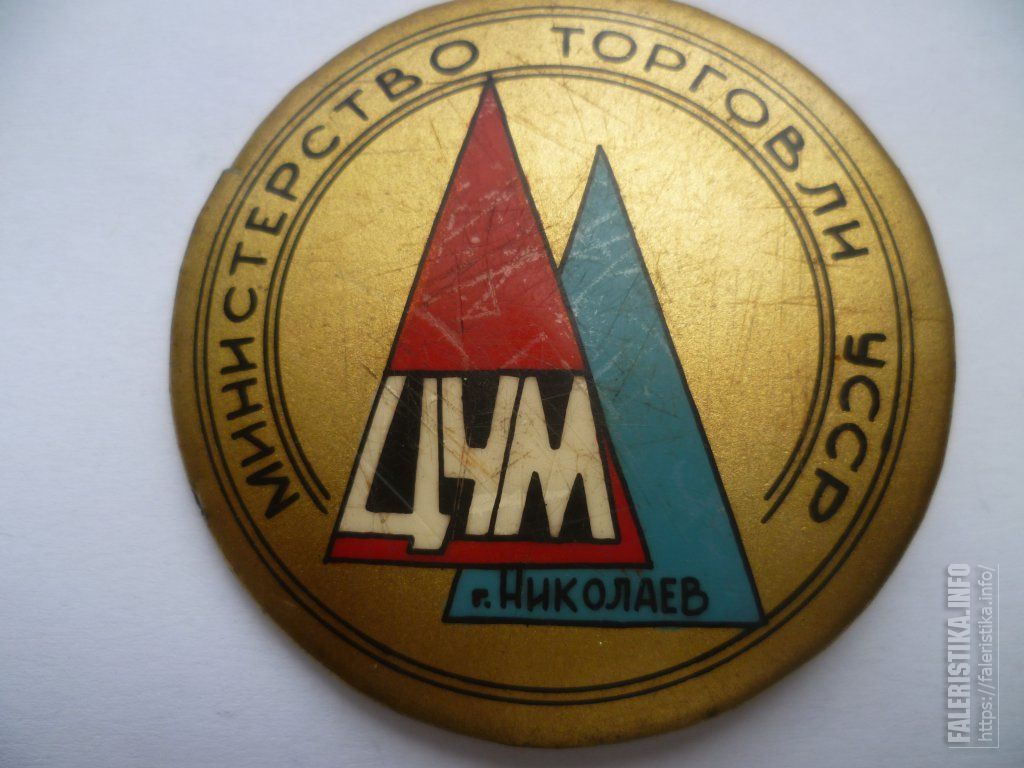 МИНИСТЕРСТВО ТОРГОВЛИ УССР
ЦУМ
г. НИКОЛАЕВ
FALERISTIKA.INFO
https://faleristika.info/